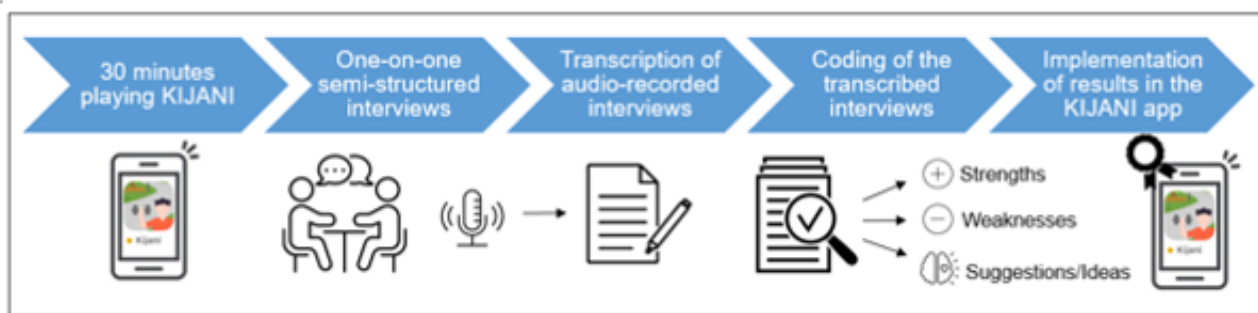 30 minutes
playing KIJANI
One-on-one
semi-structured
interviews
Transcription of
audio-recorded
interviews
Coding of the
transcribed
interviews
Implementation
of results in the
KIJANI app
Kijani
Strengths
Weaknesses
Suggestions/Ideas
Kijani